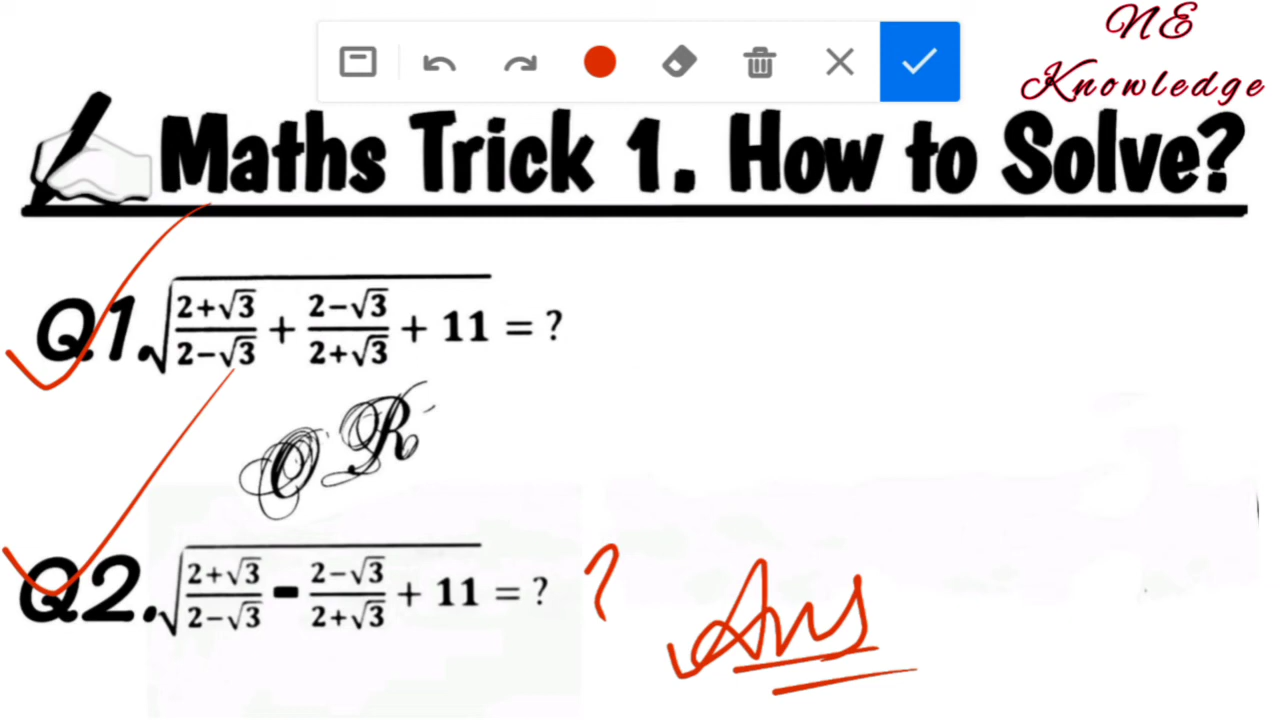 NE
Knowledge
Maths Trick 1. How to Solve?
Q1. √((2+√3)/(2−√3) + (2−√3)/(2+√3) + 11) = ?
OR
Q2. √((2+√3)/(2−√3) - (2−√3)/(2+√3) + 11) = ? ?
Ans